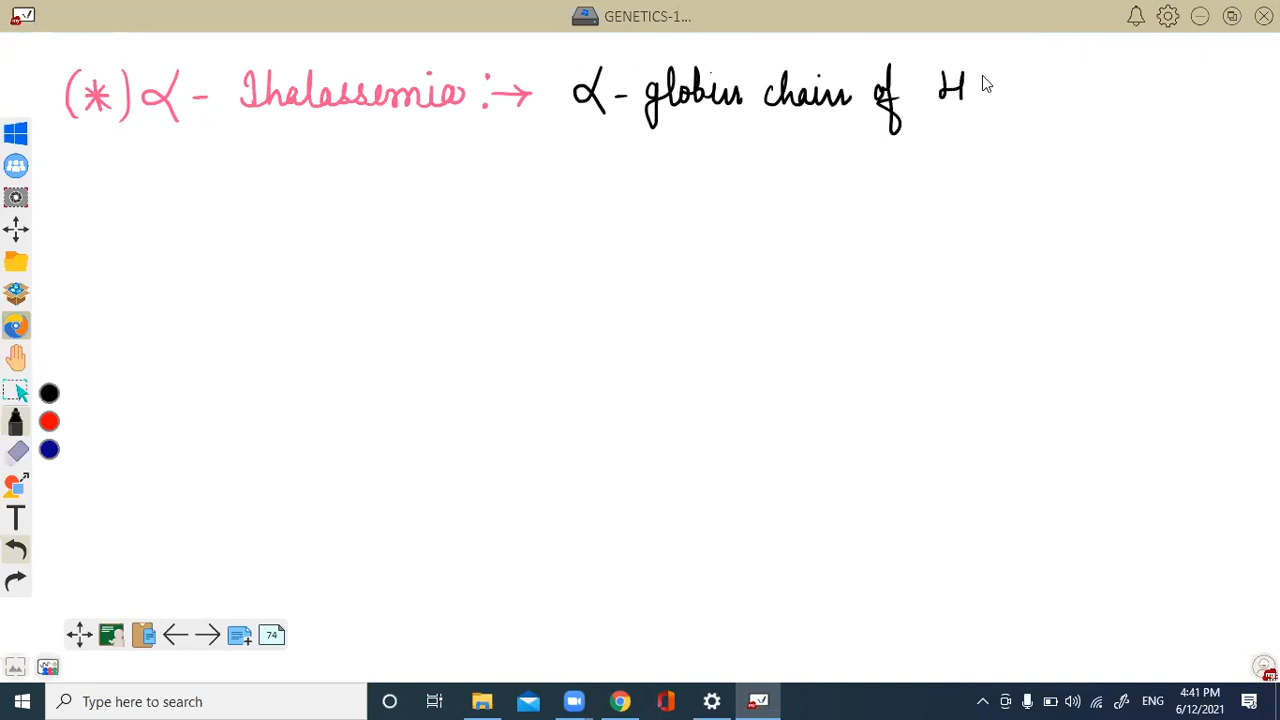 GENETICS-1...
(*) α - Thalassemia :→ α - globin chain of H
T
74
Type here to search
ENG
4:41 PM
6/12/2021